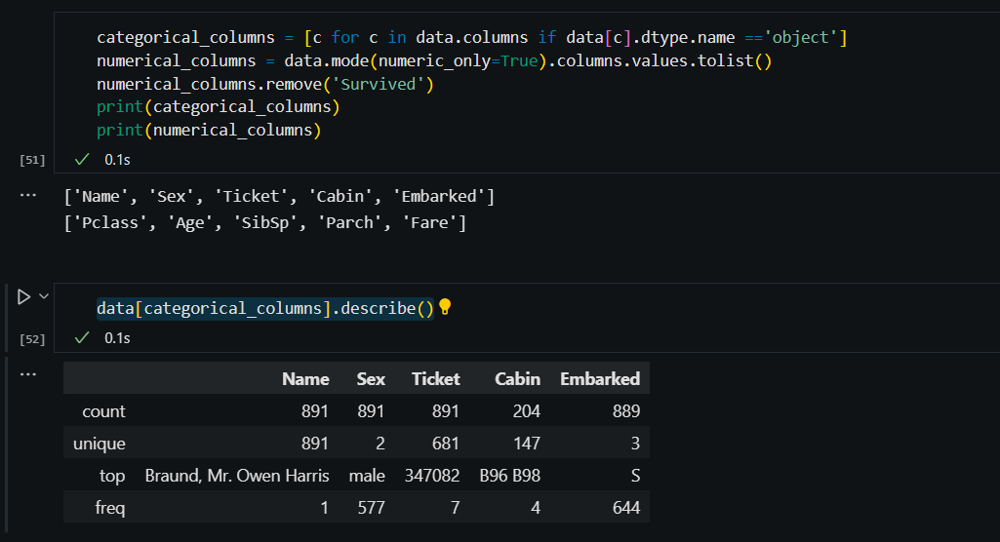 categorical_columns = [c for c in data.columns if data[c].dtype.name =='object']
numerical_columns = data.mode(numeric_only=True).columns.values.tolist()
numerical_columns.remove('Survived')
print(categorical_columns)
print(numerical_columns)
[51] 0.1s
['Name', 'Sex', 'Ticket', 'Cabin', 'Embarked']
['Pclass', 'Age', 'SibSp', 'Parch', 'Fare']
data[categorical_columns].describe()
[52] 0.1s
Name Sex Ticket Cabin Embarked
count 891 891 891 204 889
unique 891 2 681 147 3
top Braund, Mr. Owen Harris male 347082 B96 B98 S
freq 1 577 7 4 644